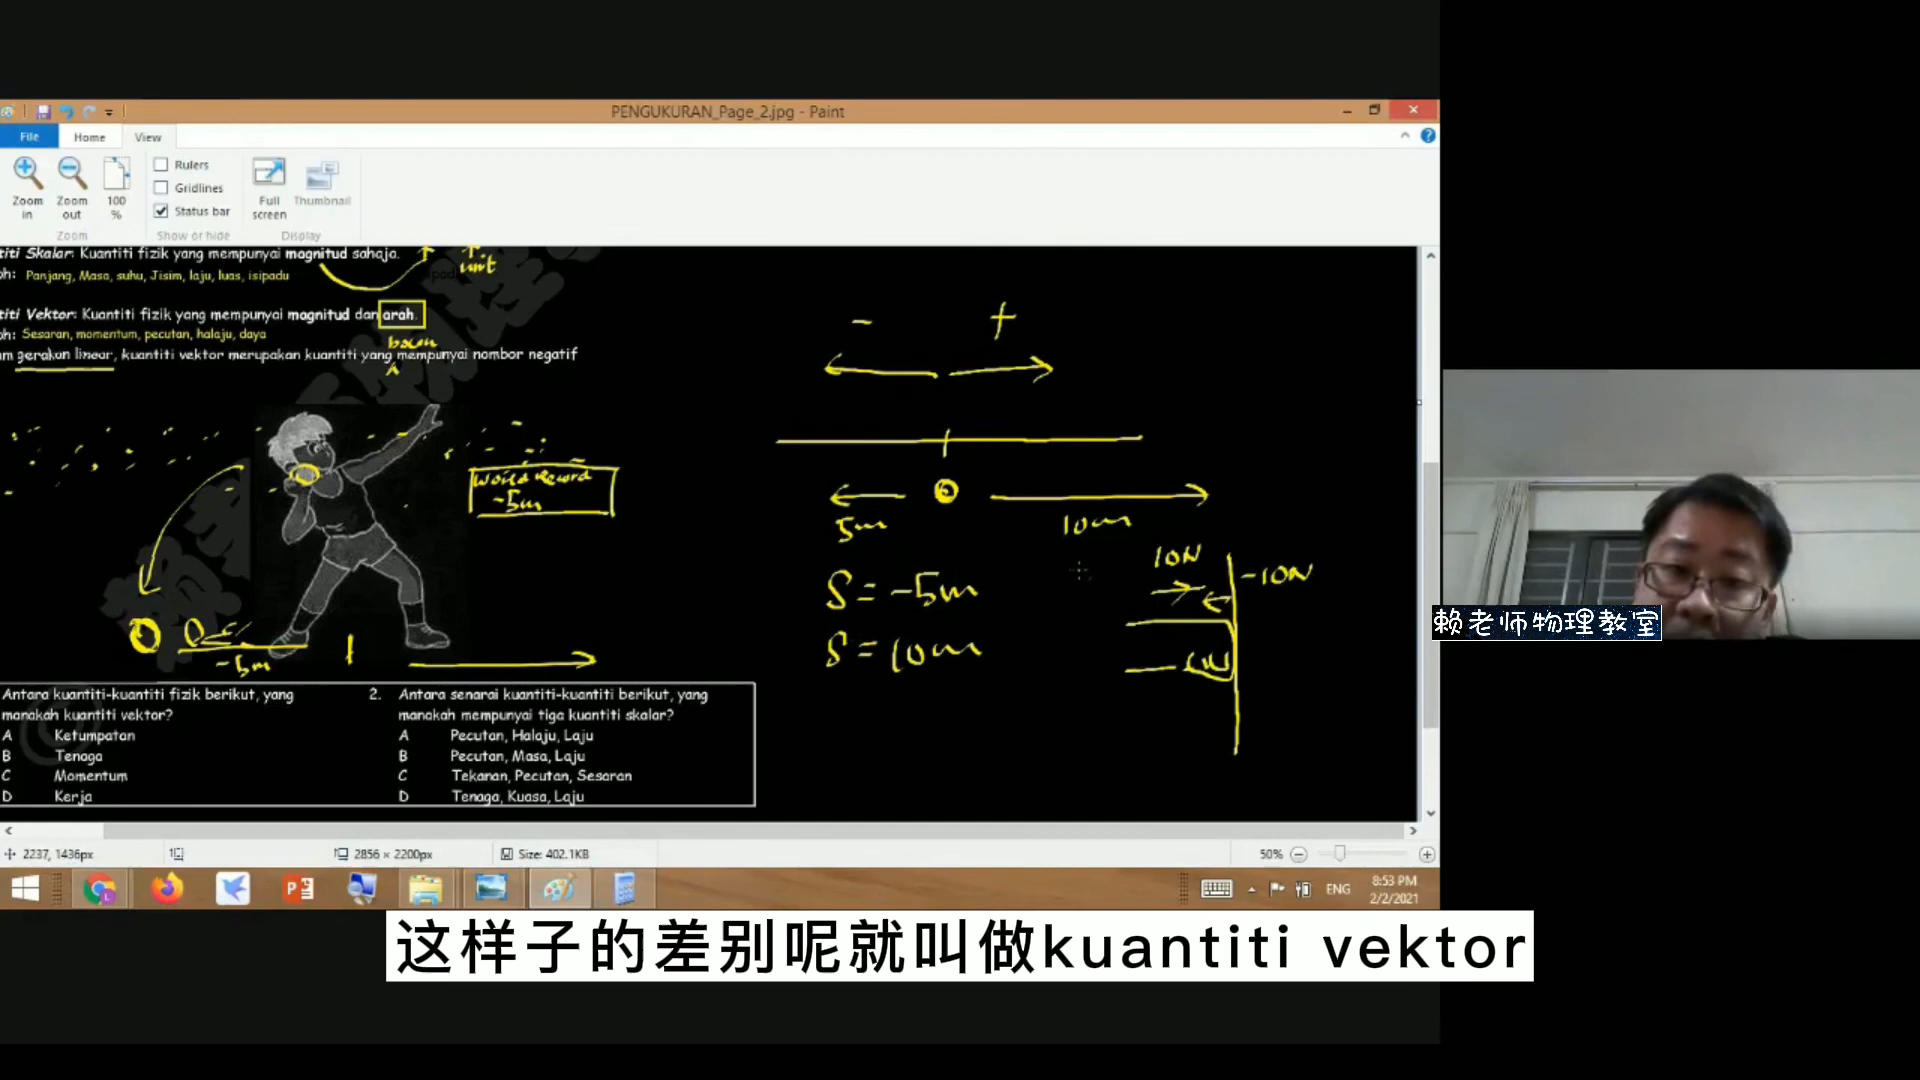 PENGUKURAN_Page_2.jpg - Paint
File Home View
Zoom in
Zoom out
100 %
Rulers
Gridlines
Status bar
Full screen
Thumbnail
Zoom
Show or hide
Display
titi Skalar: Kuantiti fizik yang mempunyai magnitud sahaja.
unit
oh: Panjang, Masa, suhu, Jisim, laju, luas, isipadu
titi Vektor: Kuantiti fizik yang mempunyai magnitud dan arah.
oh: Sesaran, momentum, pecutan, halaju, daya
am gerakan linear, kuantiti vektor merupakan kuantiti yang mempunyai nombor negatif
World Record
-5m
-5m
- +
5m 10m
S = -5m
S = 10m
10N
-10N
Antara kuantiti-kuantiti fizik berikut, yang
manakah kuantiti vektor?
A Ketumpatan
B Tenaga
C Momentum
D Kerja
2. Antara senarai kuantiti-kuantiti berikut, yang
manakah mempunyai tiga kuantiti skalar?
A Pecutan, Halaju, Laju
B Pecutan, Masa, Laju
C Tekanan, Pecutan, Sesaran
D Tenaga, Kuasa, Laju
赖老师物理教室
2237, 1436px
2856 × 2200px
Size: 402.1KB
50%
ENG
8:53 PM
2/2/2021
这样子的差别呢就叫做kuantiti vektor